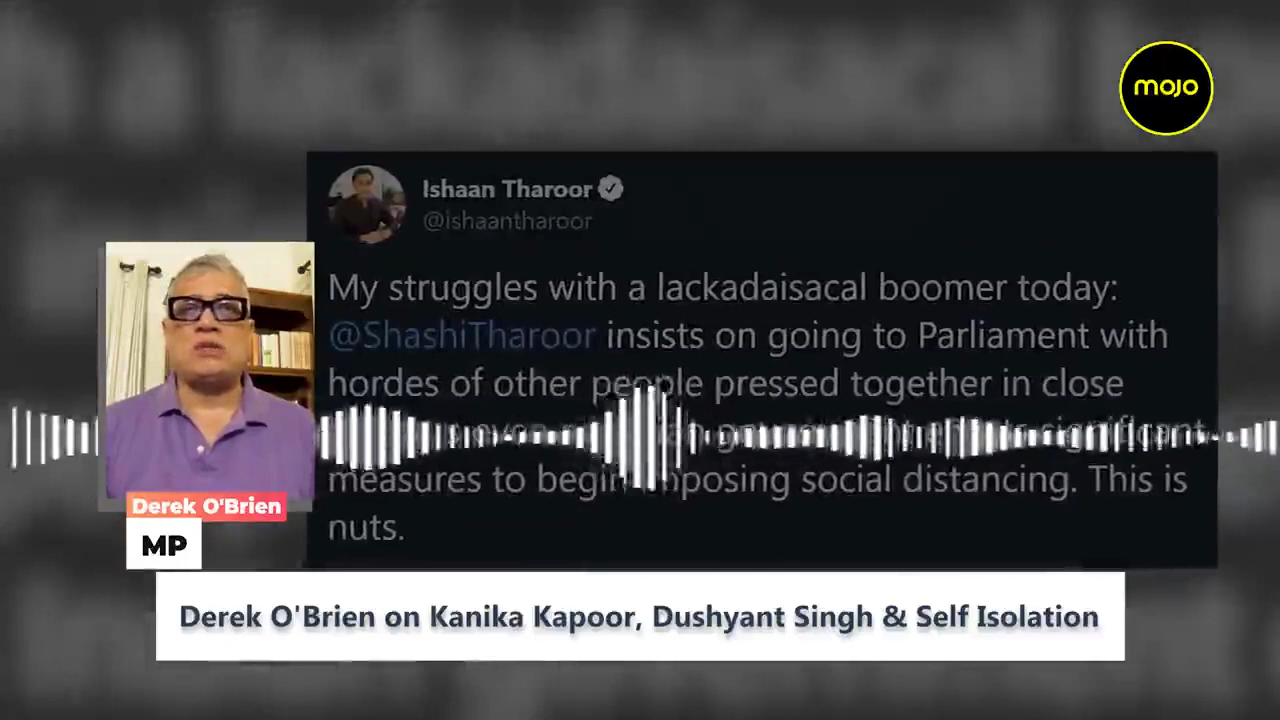 mojo
Ishaan Tharoor
@ishaantharoor
My struggles with a lackadaisacal boomer today:
@ShashiTharoor insists on going to Parliament with
hordes of other people pressed together in close
significant
measures to begin imposing social distancing. This is
nuts.
Derek O'Brien
MP
Derek O'Brien on Kanika Kapoor, Dushyant Singh & Self Isolation